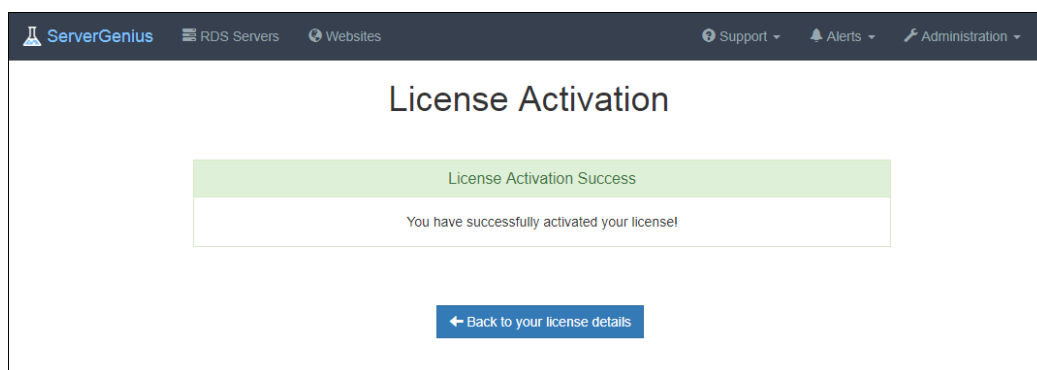 ServerGenius RDS Servers Websites Support Alerts Administration
License Activation
License Activation Success
You have successfully activated your license!
Back to your license details